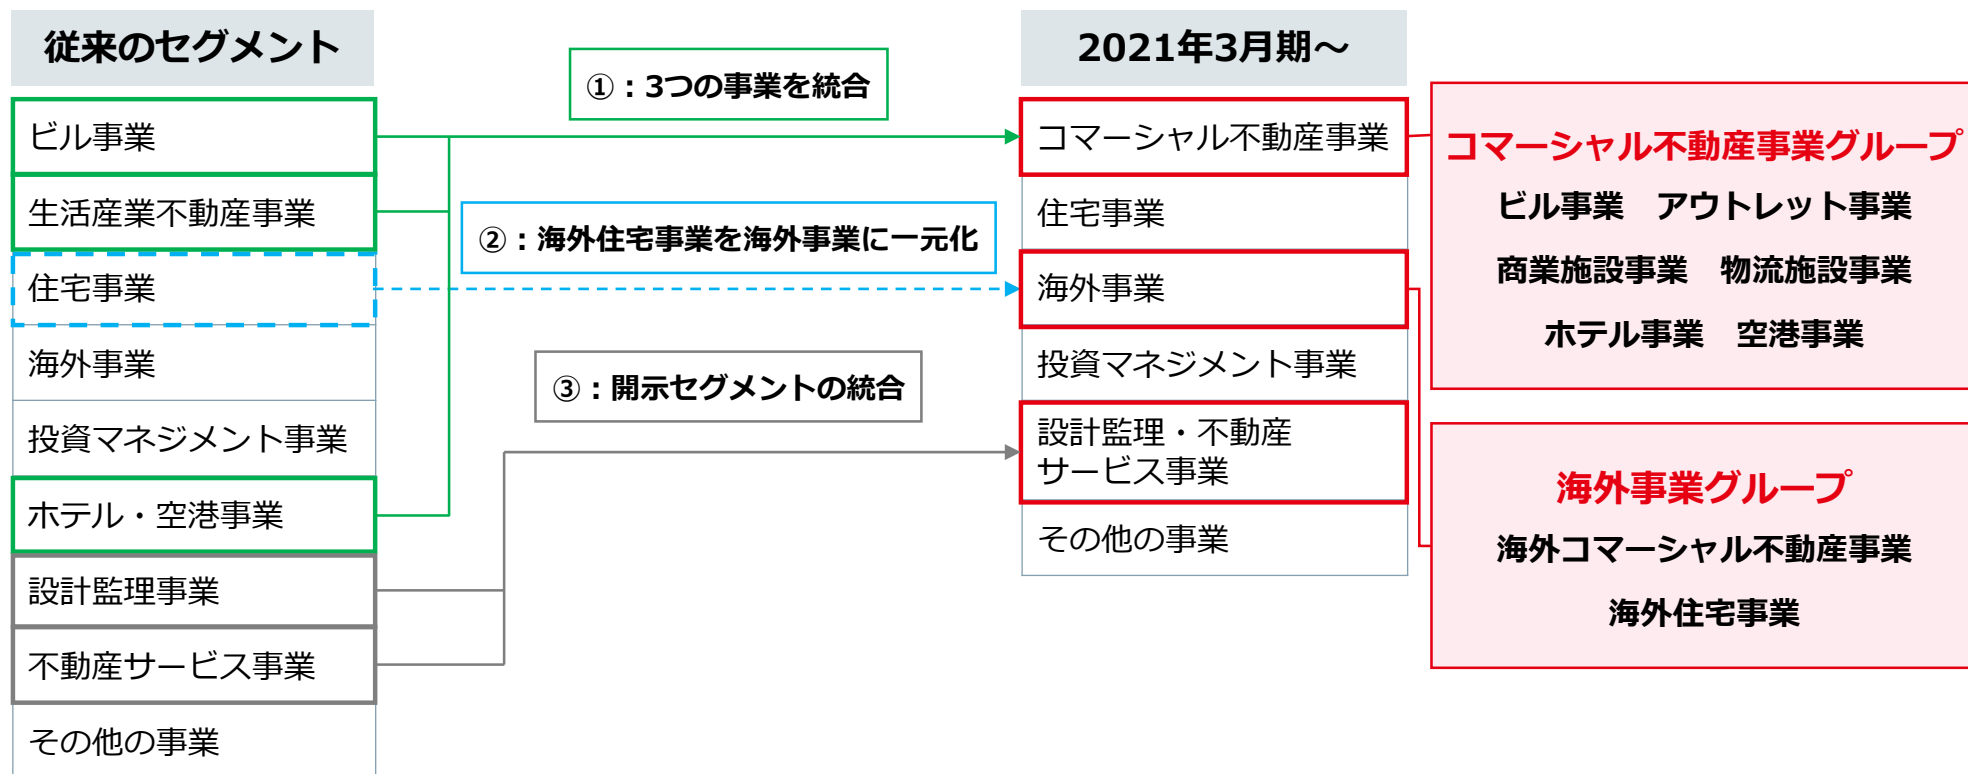 従来のセグメント
ビル事業
生活産業不動産事業
住宅事業
海外事業
投資マネジメント事業
ホテル・空港事業
設計監理事業
不動産サービス事業
その他の事業
①：3つの事業を統合
②：海外住宅事業を海外事業に一元化
③：開示セグメントの統合
2021年3月期～
コマーシャル不動産事業
住宅事業
海外事業
投資マネジメント事業
設計監理・不動産
サービス事業
その他の事業
コマーシャル不動産事業グループ
ビル事業　アウトレット事業
商業施設事業　物流施設事業
ホテル事業　空港事業
海外事業グループ
海外コマーシャル不動産事業
海外住宅事業